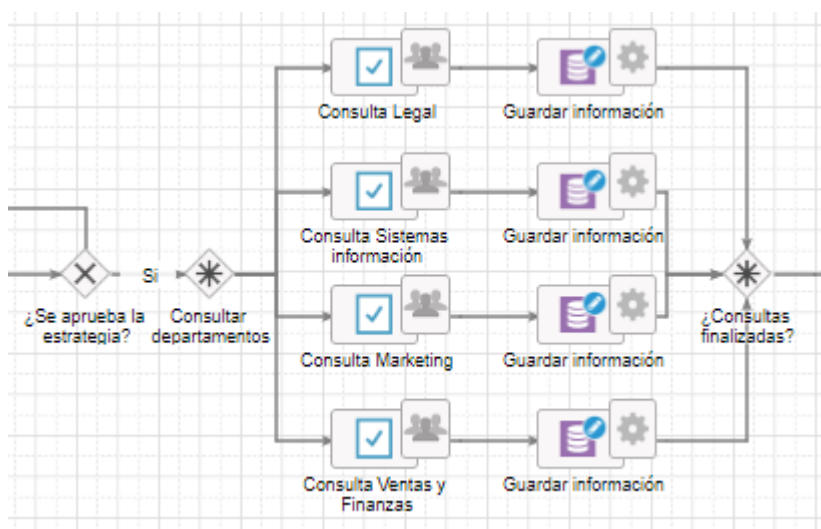 Consulta Legal
Guardar información
Consulta Sistemas
información
Guardar información
Si
¿Se aprueba la
estrategia?
Consultar
departamentos
¿Consultas
finalizadas?
Consulta Marketing
Guardar información
Consulta Ventas y
Finanzas
Guardar información